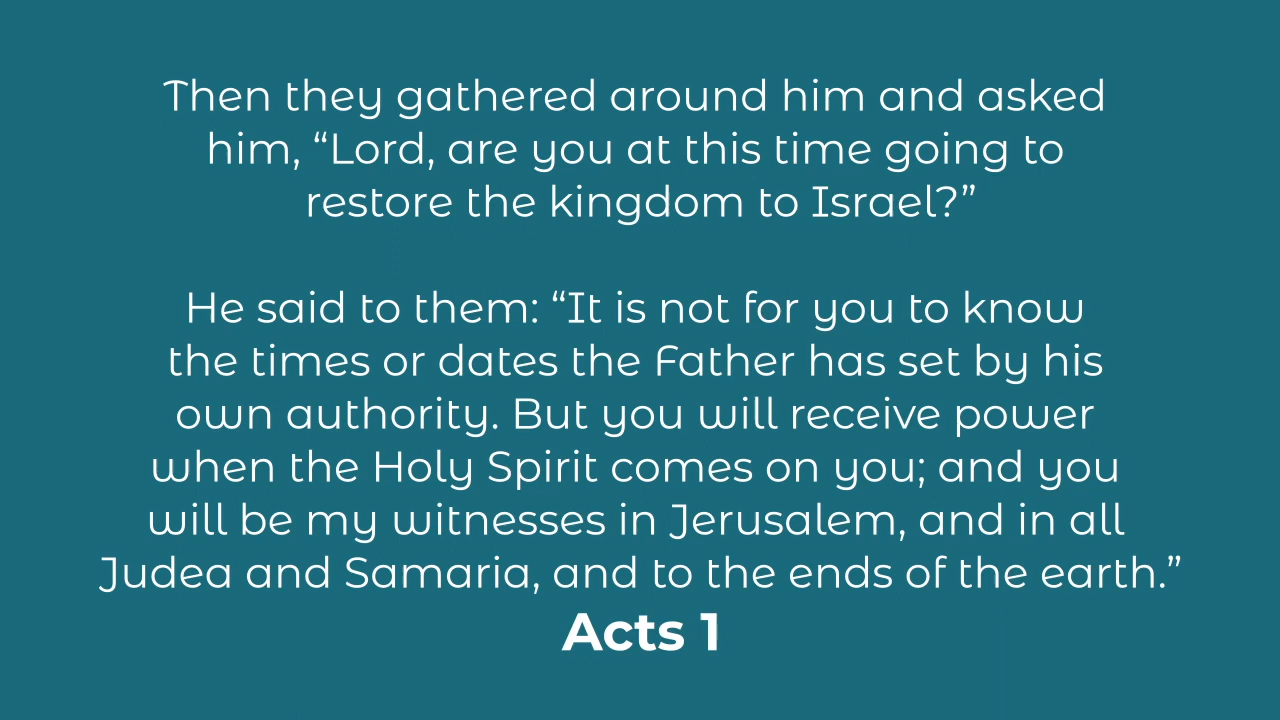 Then they gathered around him and asked
him, “Lord, are you at this time going to
restore the kingdom to Israel?”
He said to them: “It is not for you to know
the times or dates the Father has set by his
own authority. But you will receive power
when the Holy Spirit comes on you; and you
will be my witnesses in Jerusalem, and in all
Judea and Samaria, and to the ends of the earth.”
Acts 1